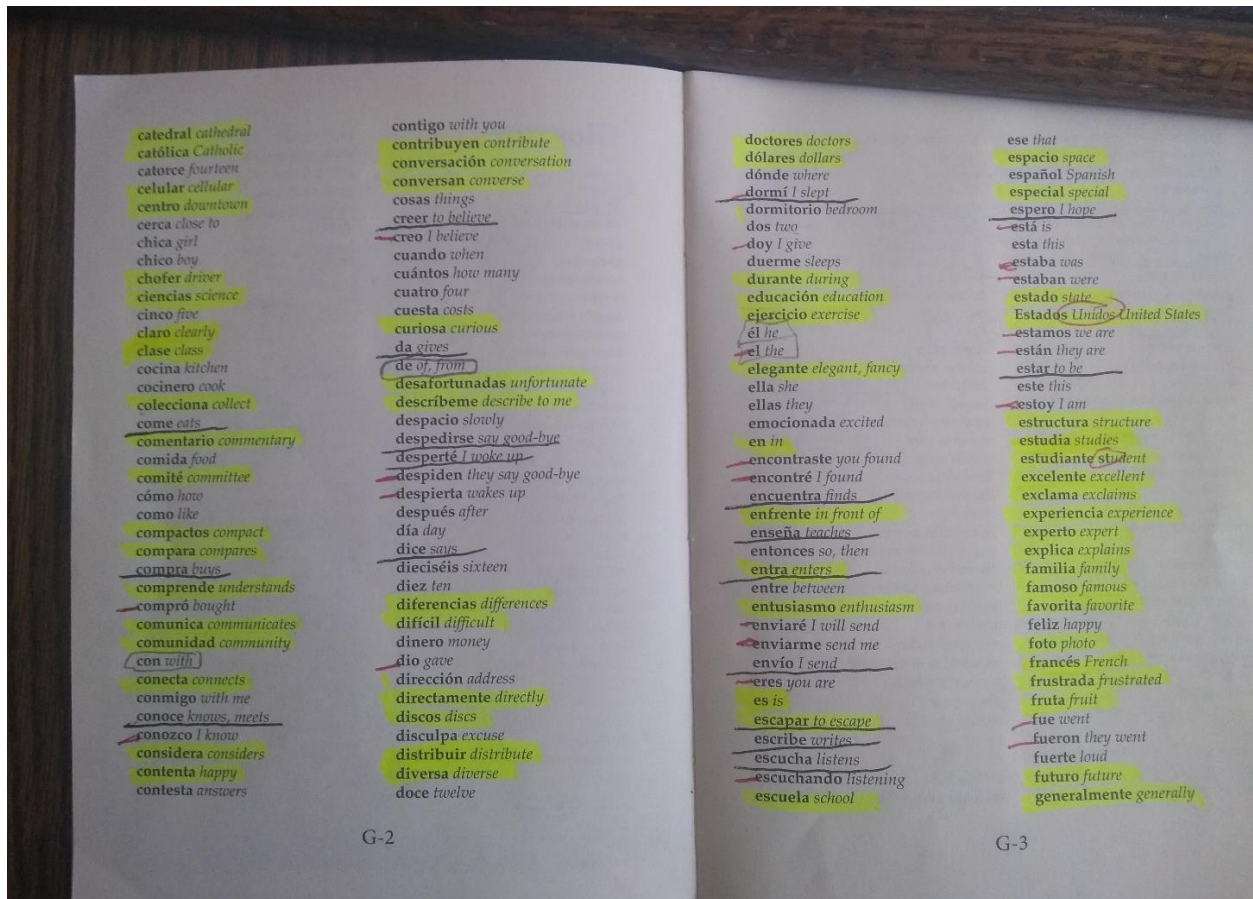 catedral cathedral
católica Catholic
catorce fourteen
celular cellular
centro downtown
cerca close to
chica girl
chico boy
chofer driver
ciencias science
cinco five
claro clearly
clase class
cocina kitchen
cocinero cook
colecciona collect
come eats
comentario commentary
comida food
comité committee
cómo how
como like
compactos compact
compara compares
compra buys
comprende understands
compró bought
comunica communicates
comunidad community
con with
conecta connects
conmigo with me
conoce knows, meets
conozco I know
considera considers
contenta happy
contesta answers
contigo with you
contribuyen contribute
conversación conversation
conversan converse
cosas things
creer to believe
creo I believe
cuando when
cuántos how many
cuatro four
cuesta costs
curiosa curious
da gives
de of, from
desafortunadas unfortunate
descríbeme describe to me
despacio slowly
despedirse say good-bye
desperté I woke up
despiden they say good-bye
despierta wakes up
después after
día day
dice says
dieciséis sixteen
diez ten
diferencias differences
difícil difficult
dinero money
dio gave
dirección address
directamente directly
discos discs
disculpa excuse
distribuir distribute
diversa diverse
doce twelve
G-2
doctores doctors
dólares dollars
dónde where
dormí I slept
dormitorio bedroom
dos two
doy I give
duerme sleeps
durante during
educación education
ejercicio exercise
él he
el the
elegante elegant, fancy
ella she
ellas they
emocionada excited
en in
encontraste you found
encontré I found
encuentra finds
enfrente in front of
enseña teaches
entonces so, then
entra enters
entre between
entusiasmo enthusiasm
enviaré I will send
enviarme send me
envío I send
eres you are
es is
escapar to escape
escribe writes
escucha listens
escuchando listening
escuela school
ese that
espacio space
español Spanish
especial special
espero I hope
está is
esta this
estaba was
estaban were
estado state
Estados Unidos United States
estamos we are
están they are
estar to be
este this
estoy I am
estructura structure
estudia studies
estudiante student
excelente excellent
exclama exclaims
experiencia experience
experto expert
explica explains
familia family
famoso famous
favorita favorite
feliz happy
foto photo
francés French
frustrada frustrated
fruta fruit
fue went
fueron they went
fuerte loud
futuro future
generalmente generally
G-3